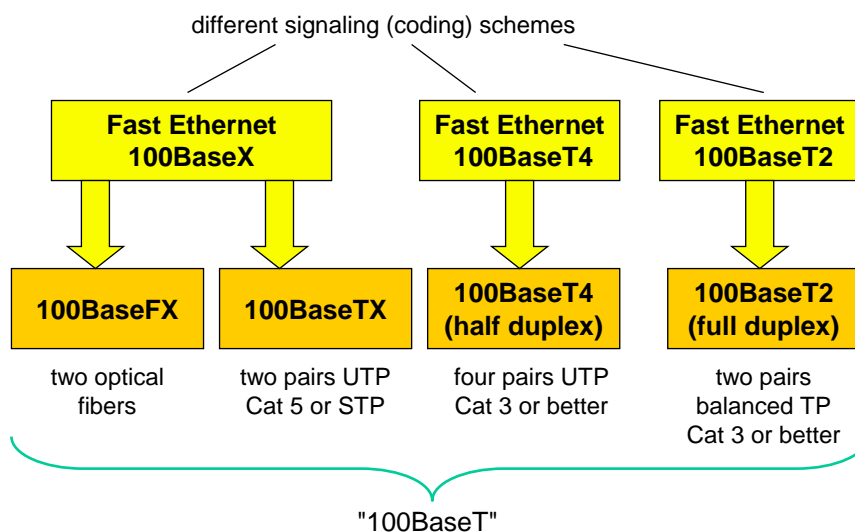 different signaling (coding) schemes
Fast Ethernet
100BaseX
Fast Ethernet
100BaseT4
Fast Ethernet
100BaseT2
100BaseFX
100BaseTX
100BaseT4
(half duplex)
100BaseT2
(full duplex)
two optical
fibers
two pairs UTP
Cat 5 or STP
four pairs UTP
Cat 3 or better
two pairs
balanced TP
Cat 3 or better
"100BaseT"